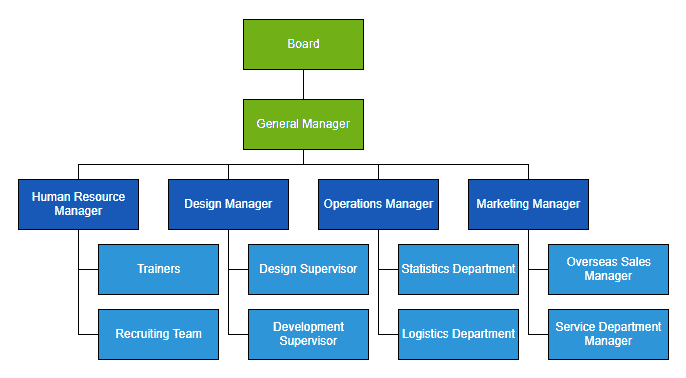 Board
General Manager
Human Resource
Manager
Design Manager
Operations Manager
Marketing Manager
Trainers
Design Supervisor
Statistics Department
Overseas Sales
Manager
Recruiting Team
Development
Supervisor
Logistics Department
Service Department
Manager